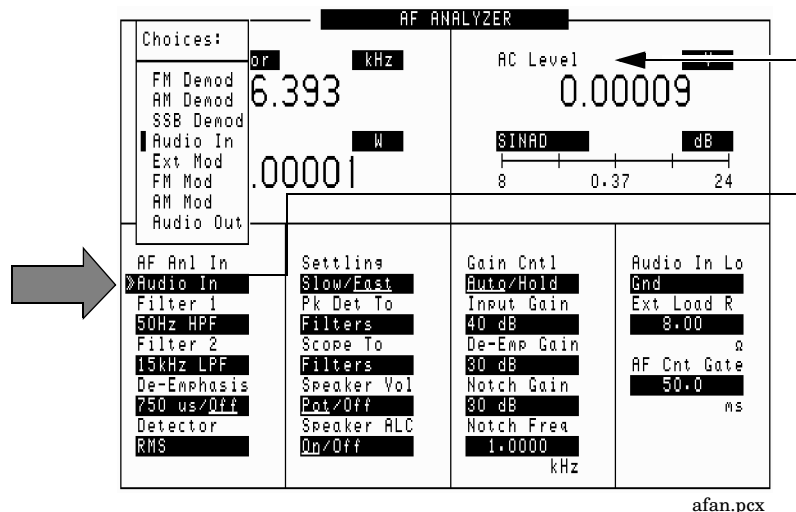 AF ANALYZER
Choices:
FM Demod
AM Demod
SSB Demod
Audio In
Ext Mod
FM Mod
AM Mod
Audio Out
or kHz
6.393
W
.00001
AC Level V
0.00009
SINAD dB
8 0.37 24
AF Anl In
»Audio In
Filter 1
50Hz HPF
Filter 2
15kHz LPF
De-Emphasis
750 us/Off
Detector
RMS
Settling
Slow/Fast
Pk Det To
Filters
Scope To
Filters
Speaker Vol
Pot/Off
Speaker ALC
On/Off
Gain Cntl
Auto/Hold
Input Gain
40 dB
De-Emp Gain
30 dB
Notch Gain
30 dB
Notch Freq
1.0000
kHz
Audio In Lo
Gnd
Ext Load R
8.00
Ω
AF Cnt Gate
50.0
ms
afan.pcx